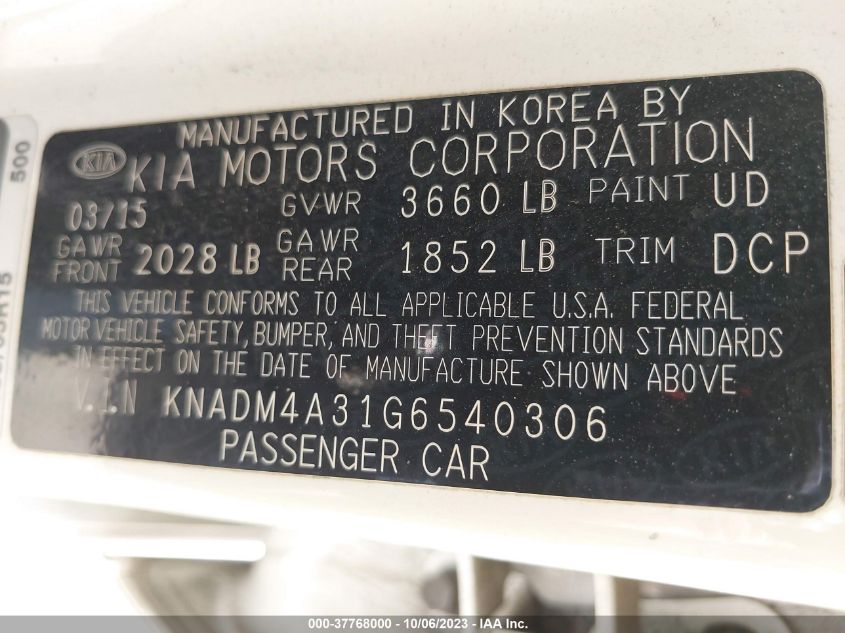 MANUFACTURED IN KOREA BY
KIA KIA MOTORS CORPORATION
03/15 GVWR 3660 LB PAINT UD
GAWR FRONT 2028 LB GAWR REAR 1852 LB TRIM DCP
THIS VEHICLE CONFORMS TO ALL APPLICABLE U.S.A. FEDERAL
MOTOR VEHICLE SAFETY, BUMPER, AND THEFT PREVENTION STANDARDS
IN EFFECT ON THE DATE OF MANUFACTURE SHOWN ABOVE
V.I.N KNADM4A31G6540306
PASSENGER CAR
500
000-37768000 - 10/06/2023 - IAA Inc.